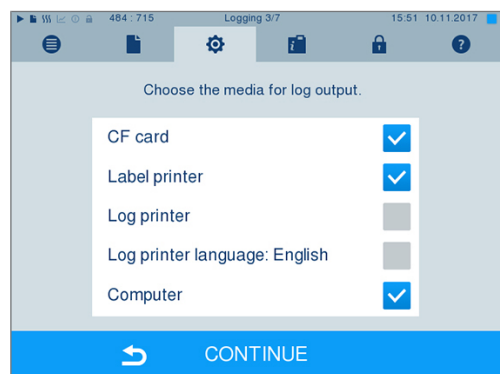 484 : 715 Logging 3/7 15:51 10.11.2017
Choose the media for log output.
CF card
Label printer
Log printer
Log printer language: English
Computer
CONTINUE